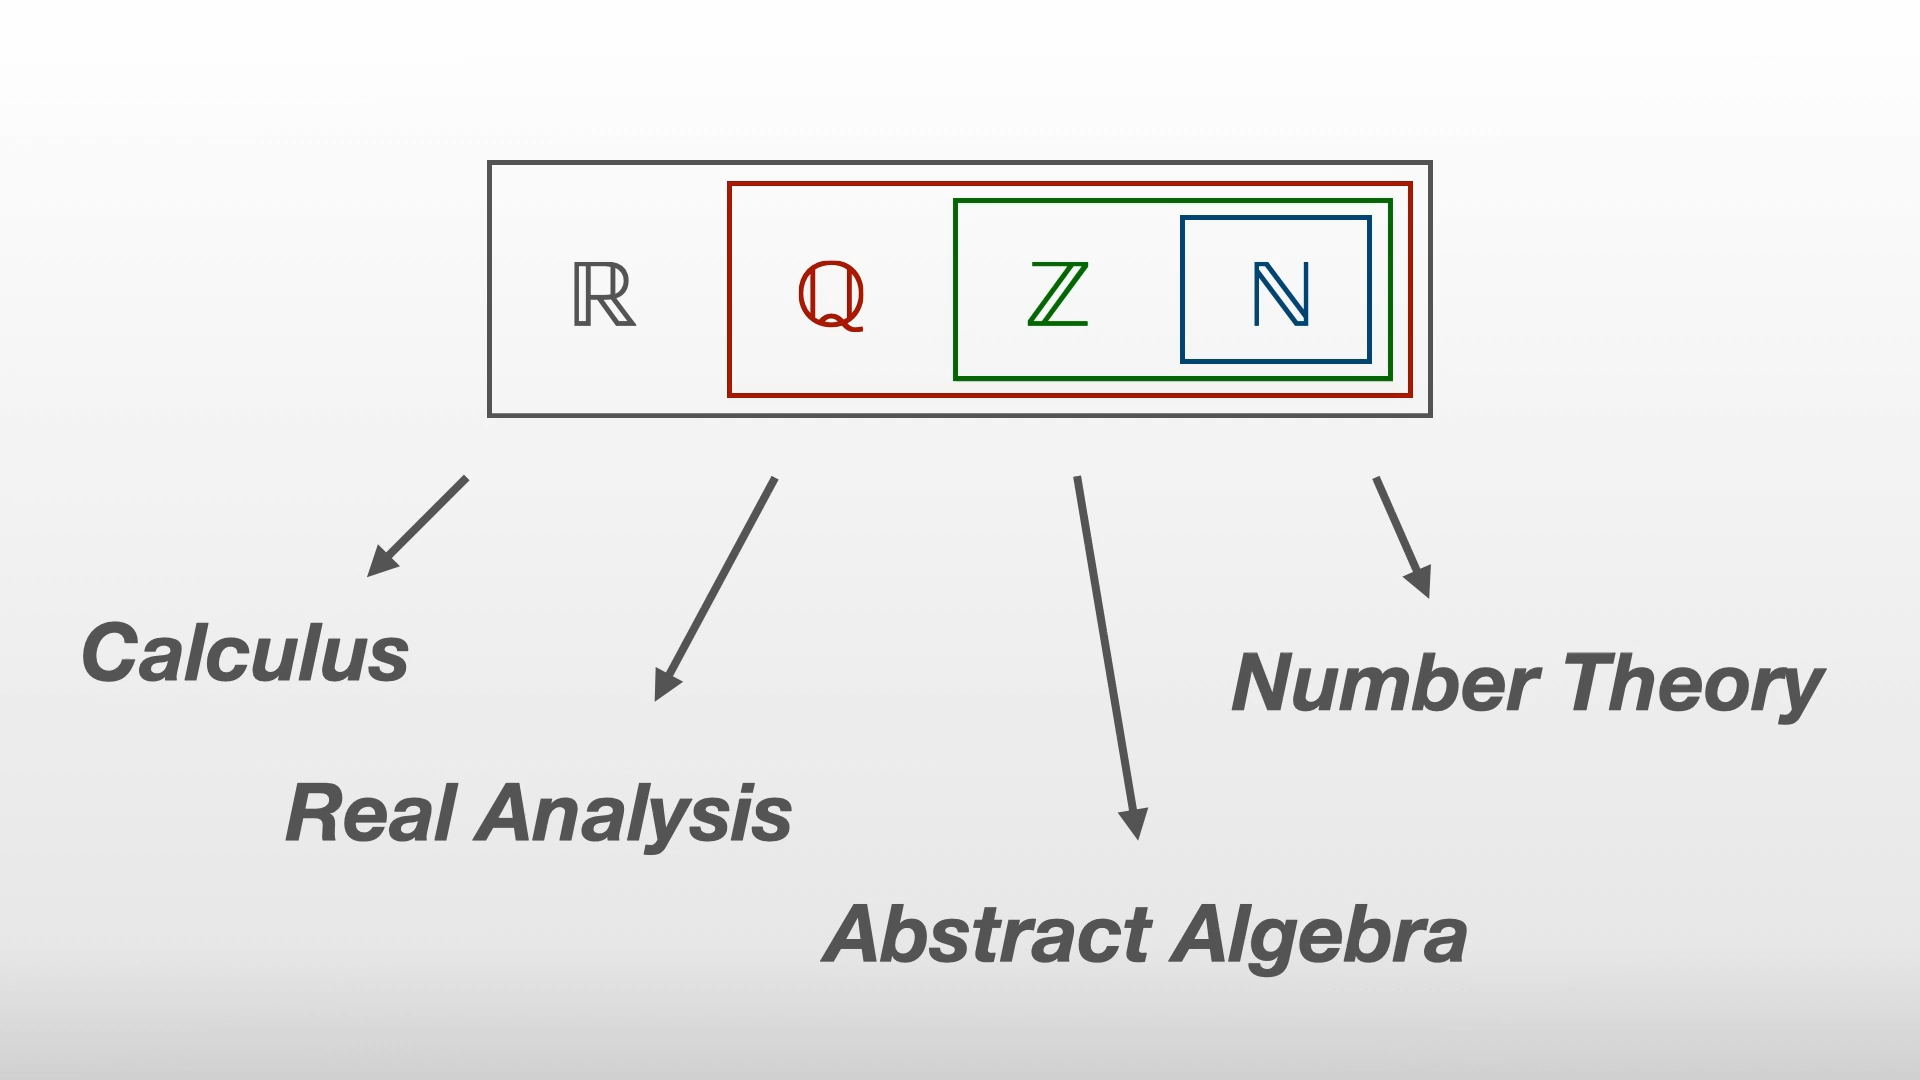 ℝ ℚ ℤ ℕ
Calculus
Number Theory
Real Analysis
Abstract Algebra